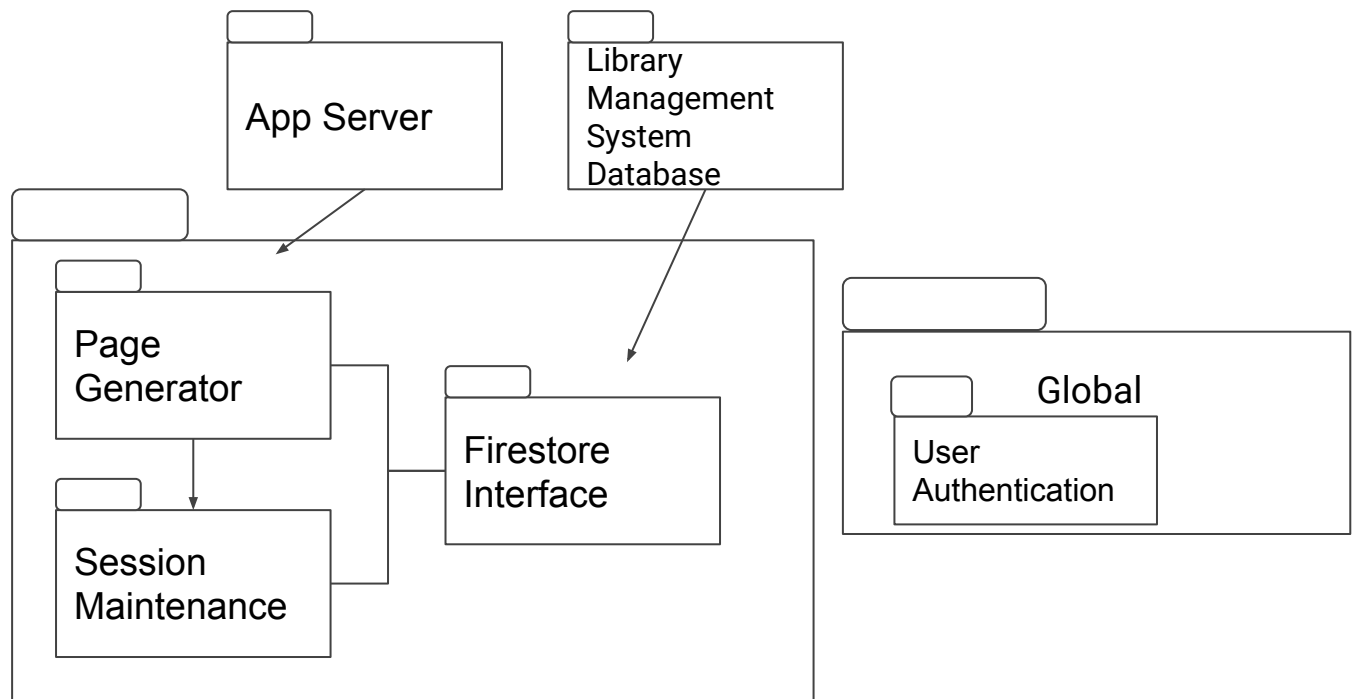 App Server
Library
Management
System
Database
Page
Generator
Firestore
Interface
Session
Maintenance
Global
User
Authentication